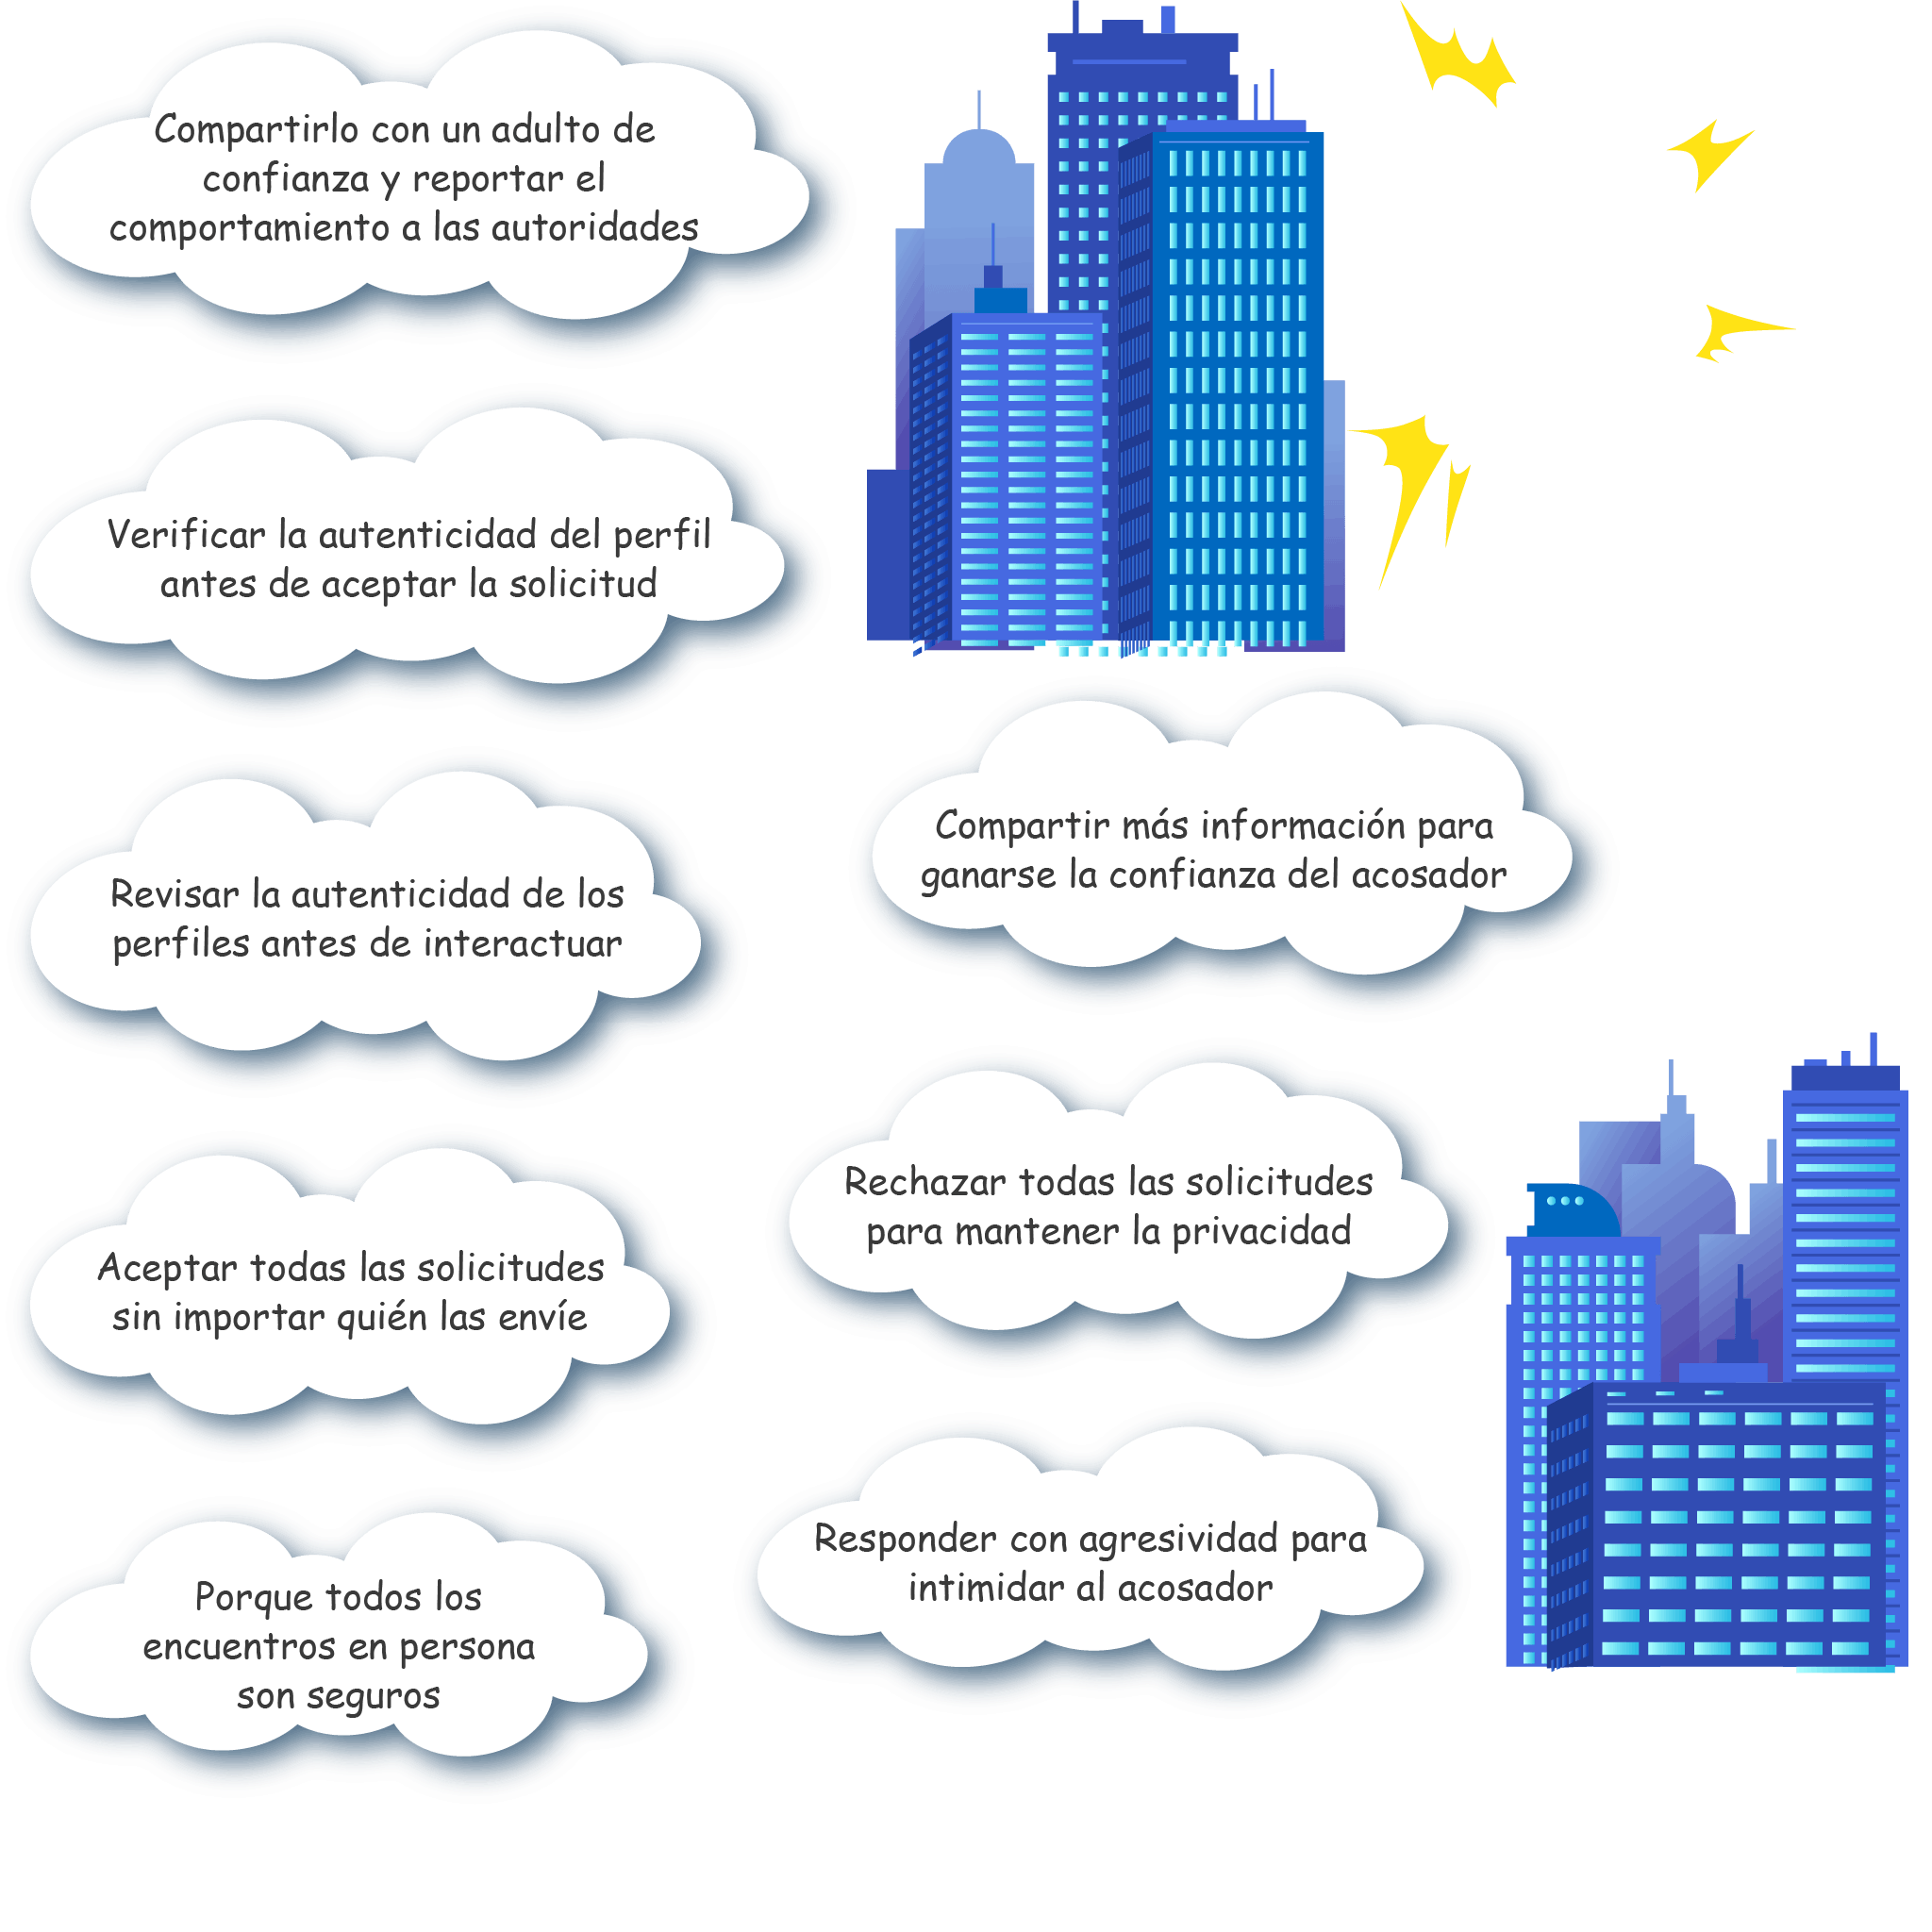 Compartirlo con un adulto de
confianza y reportar el
comportamiento a las autoridades
Verificar la autenticidad del perfil
antes de aceptar la solicitud
Revisar la autenticidad de los
perfiles antes de interactuar
Aceptar todas las solicitudes
sin importar quién las envíe
Porque todos los
encuentros en persona
son seguros
Compartir más información para
ganarse la confianza del acosador
Rechazar todas las solicitudes
para mantener la privacidad
Responder con agresividad para
intimidar al acosador